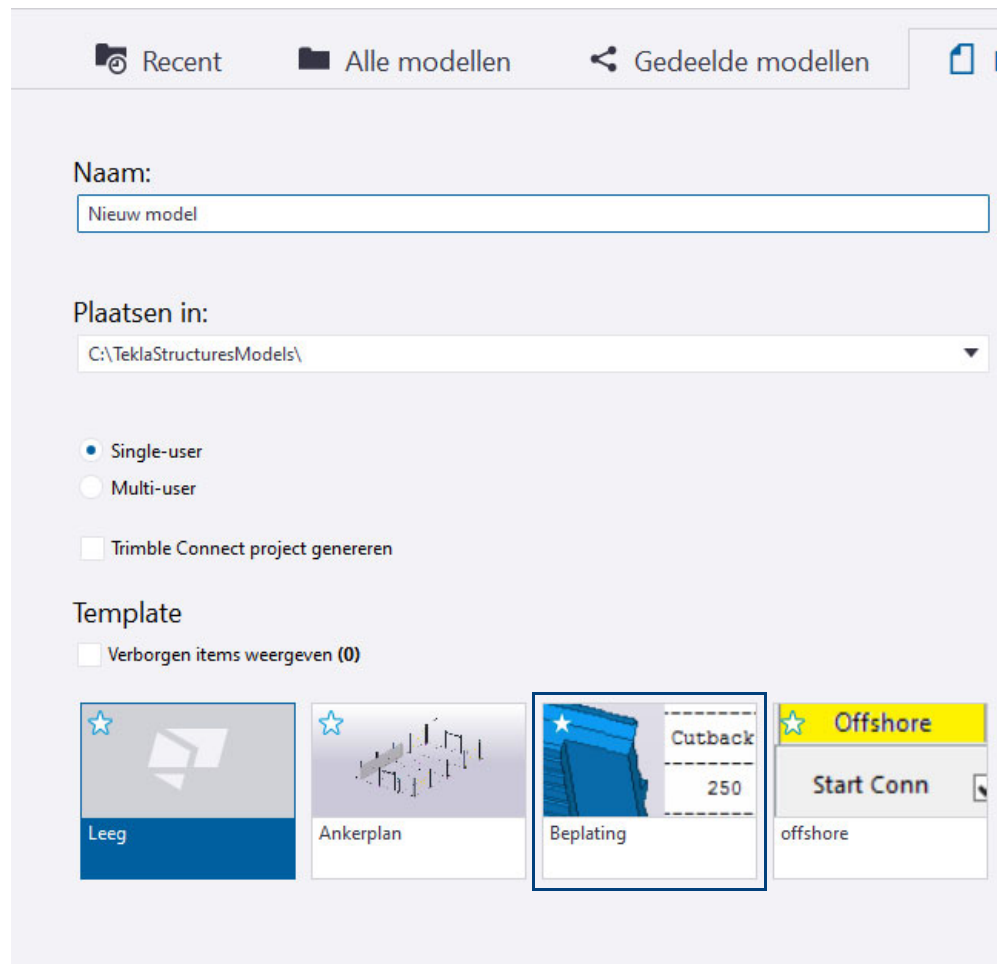 Recent
Alle modellen
Gedeelde modellen
Naam:
Nieuw model
Plaatsen in:
C:\TeklaStructuresModels\
Single-user
Multi-user
Trimble Connect project genereren
Template
Verborgen items weergeven (0)
Cutback
250
Offshore
Start Conn
Leeg
Ankerplan
Beplating
offshore